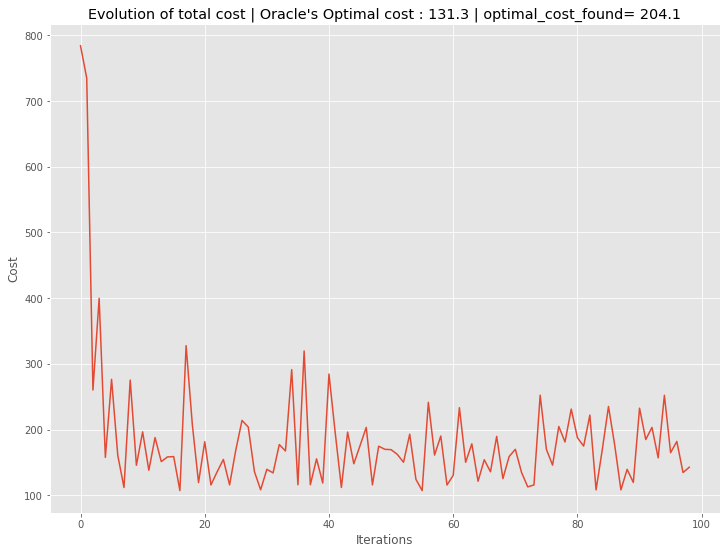 Evolution of total cost | Oracle's Optimal cost : 131.3 | optimal_cost_found= 204.1
800
700
600
500
400
300
200
100
Cost
0 20 40 60 80 100
Iterations